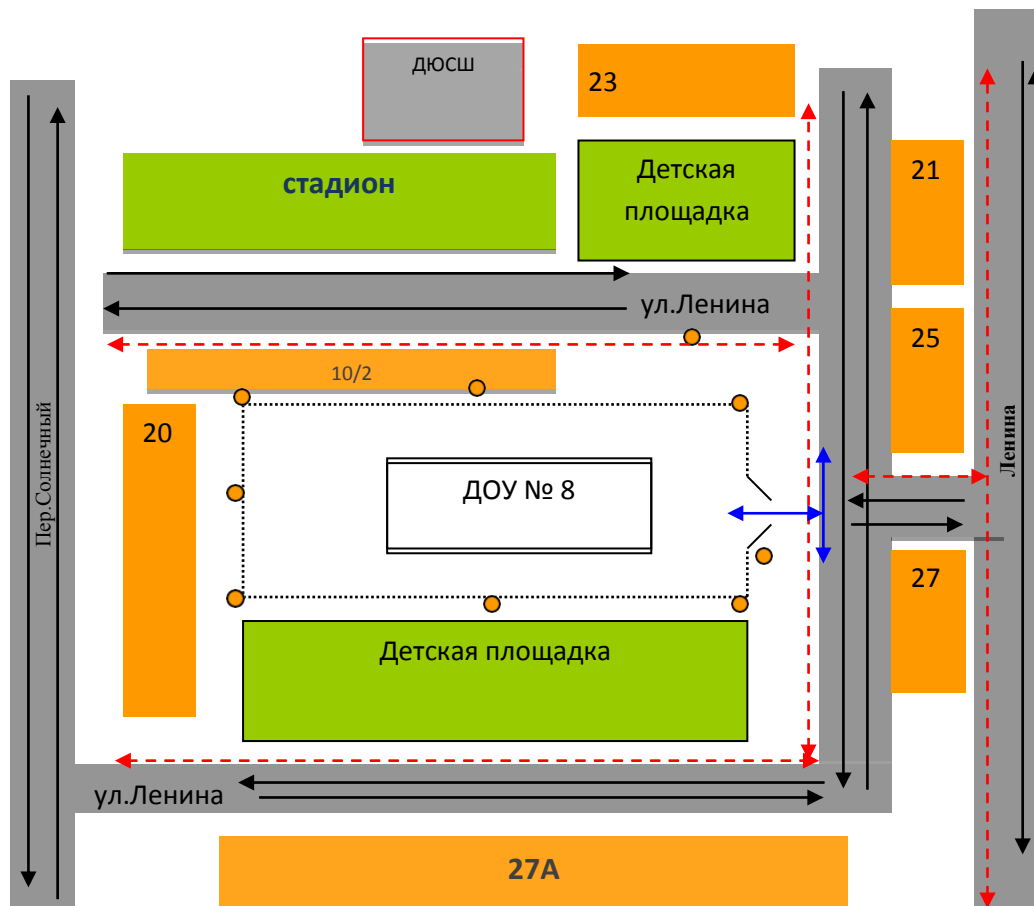 дюсш
23
стадион
Детская
площадка
21
ул.Ленина
25
10/2
20
Пер.Солнечный
ДОУ № 8
Ленина
27
Детская площадка
ул.Ленина
27А